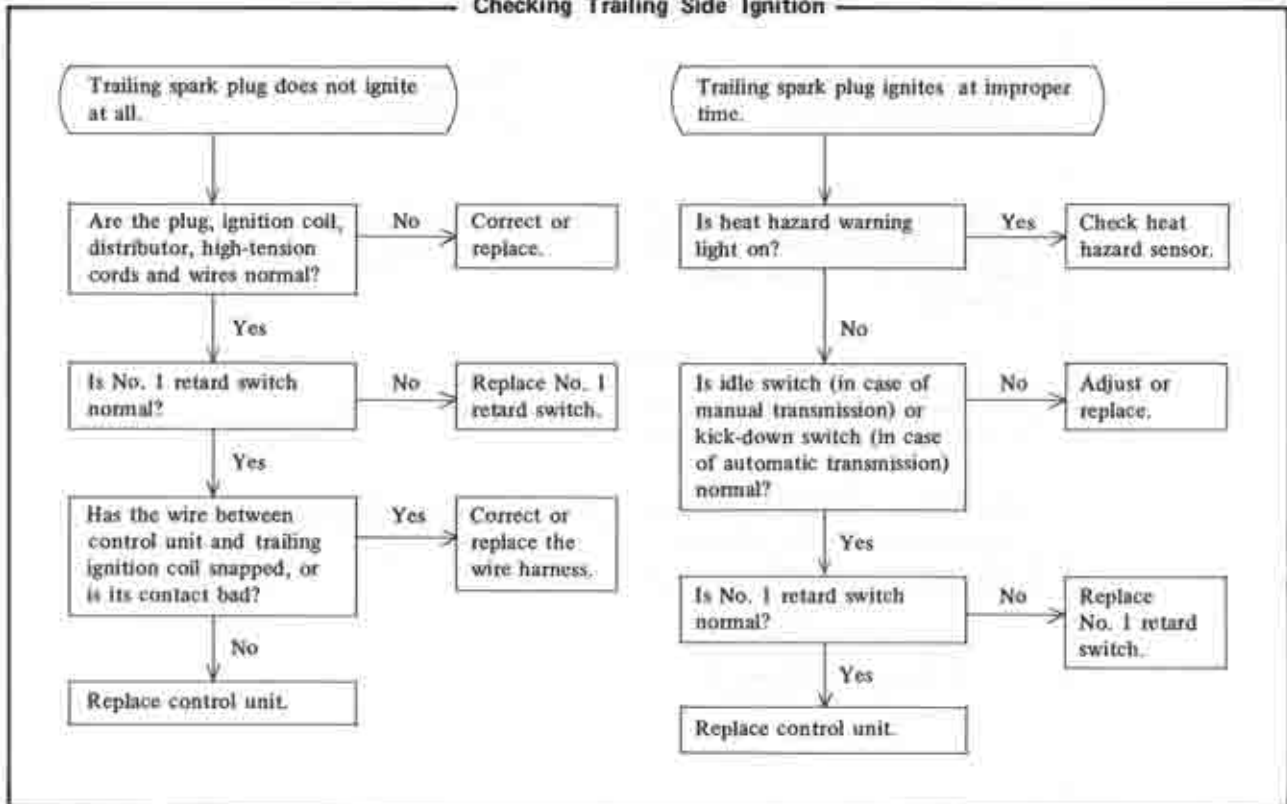 Checking Trailing Side Ignition
Trailing spark plug does not ignite
at all.
Are the plug, ignition coil,
distributor, high-tension
cords and wires normal?
No
Correct or
replace.
Yes
Is No. 1 retard switch
normal?
No
Replace No. 1
retard switch.
Yes
Has the wire between
control unit and trailing
ignition coil snapped, or
is its contact bad?
Yes
Correct or
replace the
wire harness.
No
Replace control unit.
Trailing spark plug ignites at improper
time.
Is heat hazard warning
light on?
Yes
Check heat
hazard sensor.
No
Is idle switch (in case of
manual transmission) or
kick-down switch (in case
of automatic transmission)
normal?
No
Adjust or
replace.
Yes
Is No. 1 retard switch
normal?
No
Replace
No. 1 retard
switch.
Yes
Replace control unit.